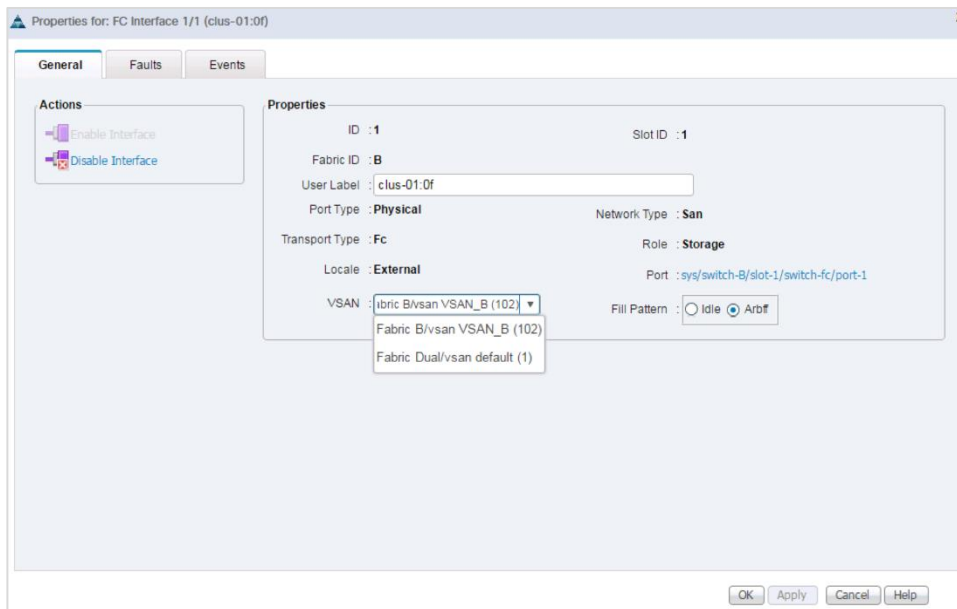 Properties for: FC Interface 1/1 (clus-01:0f)
General Faults Events
Actions
Enable Interface
Disable Interface
Properties
ID : 1 Slot ID : 1
Fabric ID : B
User Label : clus-01:0f
Port Type : Physical Network Type : San
Transport Type : Fc Role : Storage
Locale : External Port : sys/switch-B/slot-1/switch-fc/port-1
VSAN : ıbric B/vsan VSAN_B (102) Fill Pattern : Idle Arbff
Fabric B/vsan VSAN_B (102)
Fabric Dual/vsan default (1)
OK Apply Cancel Help